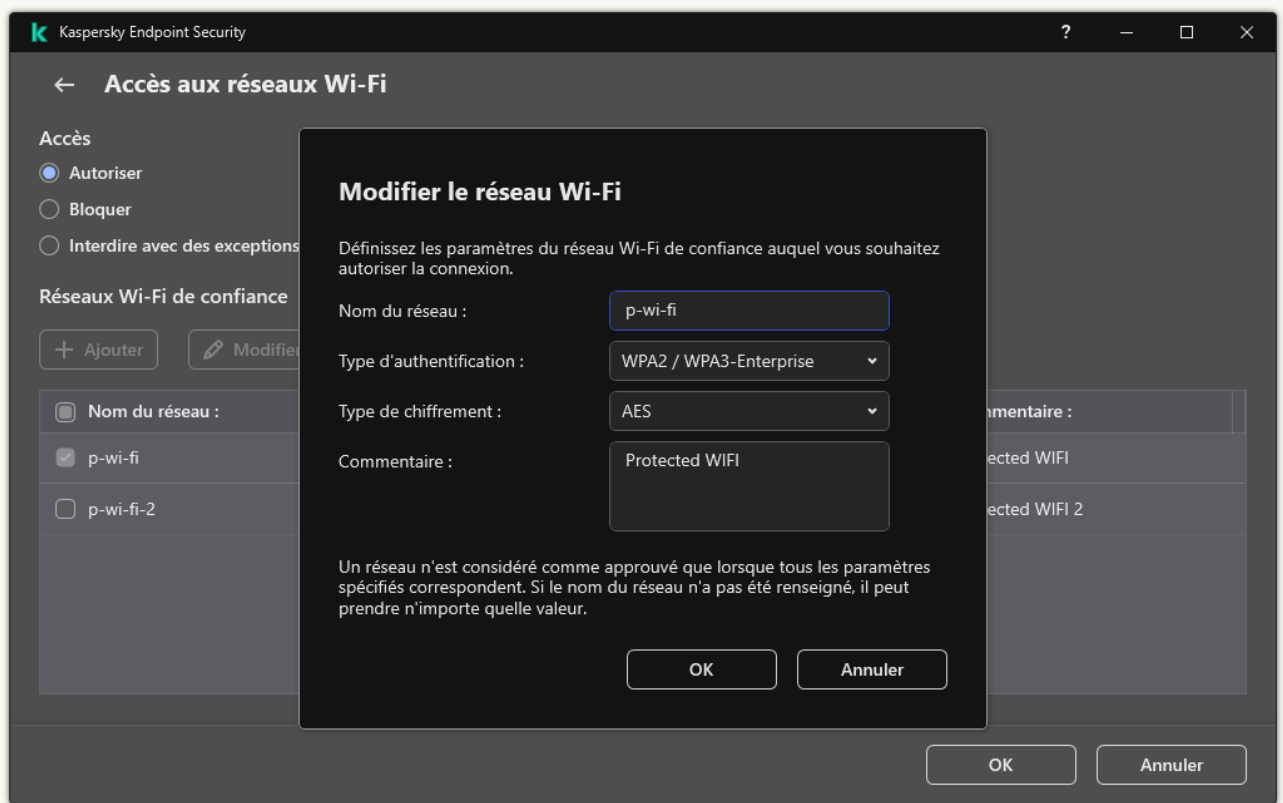 Kaspersky Endpoint Security
?
Accès aux réseaux Wi-Fi
Accès
Autoriser
Bloquer
Interdire avec des exceptions
Réseaux Wi-Fi de confiance
Ajouter
Modifier
Nom du réseau :
mmentaire :
p-wi-fi
ected WIFI
p-wi-fi-2
ected WIFI 2
Modifier le réseau Wi-Fi
Définissez les paramètres du réseau Wi-Fi de confiance auquel vous souhaitez
autoriser la connexion.
Nom du réseau :
p-wi-fi
Type d'authentification :
WPA2 / WPA3-Enterprise
Type de chiffrement :
AES
Commentaire :
Protected WIFI
Un réseau n'est considéré comme approuvé que lorsque tous les paramètres
spécifiés correspondent. Si le nom du réseau n'a pas été renseigné, il peut
prendre n'importe quelle valeur.
OK
Annuler
OK
Annuler